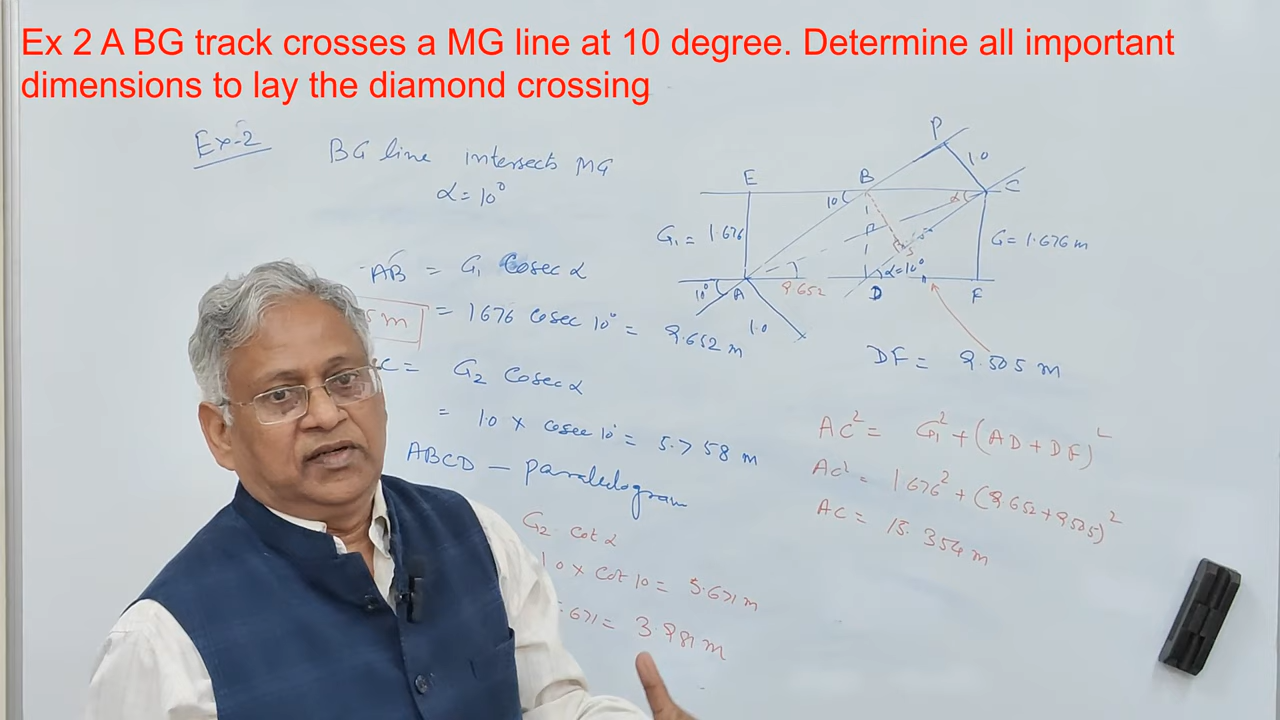 Ex 2 A BG track crosses a MG line at 10 degree. Determine all important
dimensions to lay the diamond crossing
Ex-2
BG line intersects MG
α = 10°
AB = G₁ Cosec α
= 1676 cosec 10° = 9.652 m
5 m
C = G₂ Cosec α
= 1.0 × cosec 10° = 5.758 m
ABCD – parallelogram
G₂ cot α
1.0 × cot 10 = 5.671 m
.671 = 3.981 m
P
1.0
E
B
C
10°
α
G₁ = 1.676
G = 1.676 m
10°
A
9.652
D
α = 10°
F
1.0
DF = 9.505 m
AC² = G₁² + (AD + DF)²
AC² = 1.676² + (9.652 + 9.505)²
AC = 15.354 m